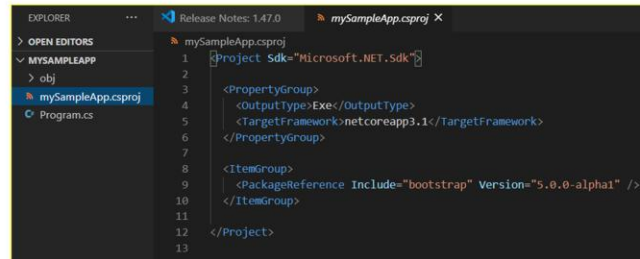 EXPLORER ...
Release Notes: 1.47.0
mySampleApp.csproj ×
> OPEN EDITORS
MYSAMPLEAPP
> obj
mySampleApp.csproj
Program.cs
mySampleApp.csproj
1 <Project Sdk="Microsoft.NET.Sdk">
2
3 <PropertyGroup>
4 <OutputType>Exe</OutputType>
5 <TargetFramework>netcoreapp3.1</TargetFramework>
6 </PropertyGroup>
7
8 <ItemGroup>
9 <PackageReference Include="bootstrap" Version="5.0.0-alpha1" />
10 </ItemGroup>
11
12 </Project>
13